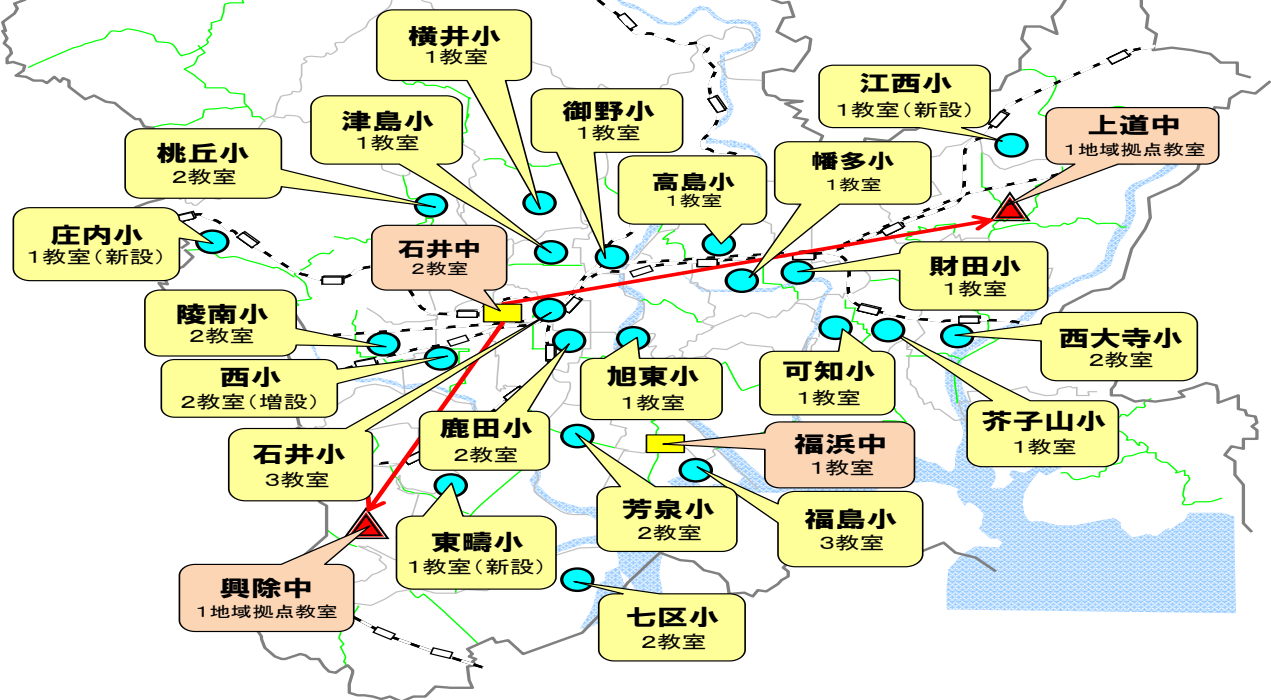 横井小
1教室
江西小
1教室(新設)
御野小
1教室
津島小
1教室
上道中
1地域拠点教室
桃丘小
2教室
幡多小
1教室
高島小
1教室
庄内小
1教室(新設)
石井中
2教室
財田小
1教室
陵南小
2教室
西大寺小
2教室
西小
2教室(増設)
旭東小
1教室
可知小
1教室
芥子山小
1教室
鹿田小
2教室
石井小
3教室
福浜中
1教室
芳泉小
2教室
福島小
3教室
東疇小
1教室(新設)
興除中
1地域拠点教室
七区小
2教室